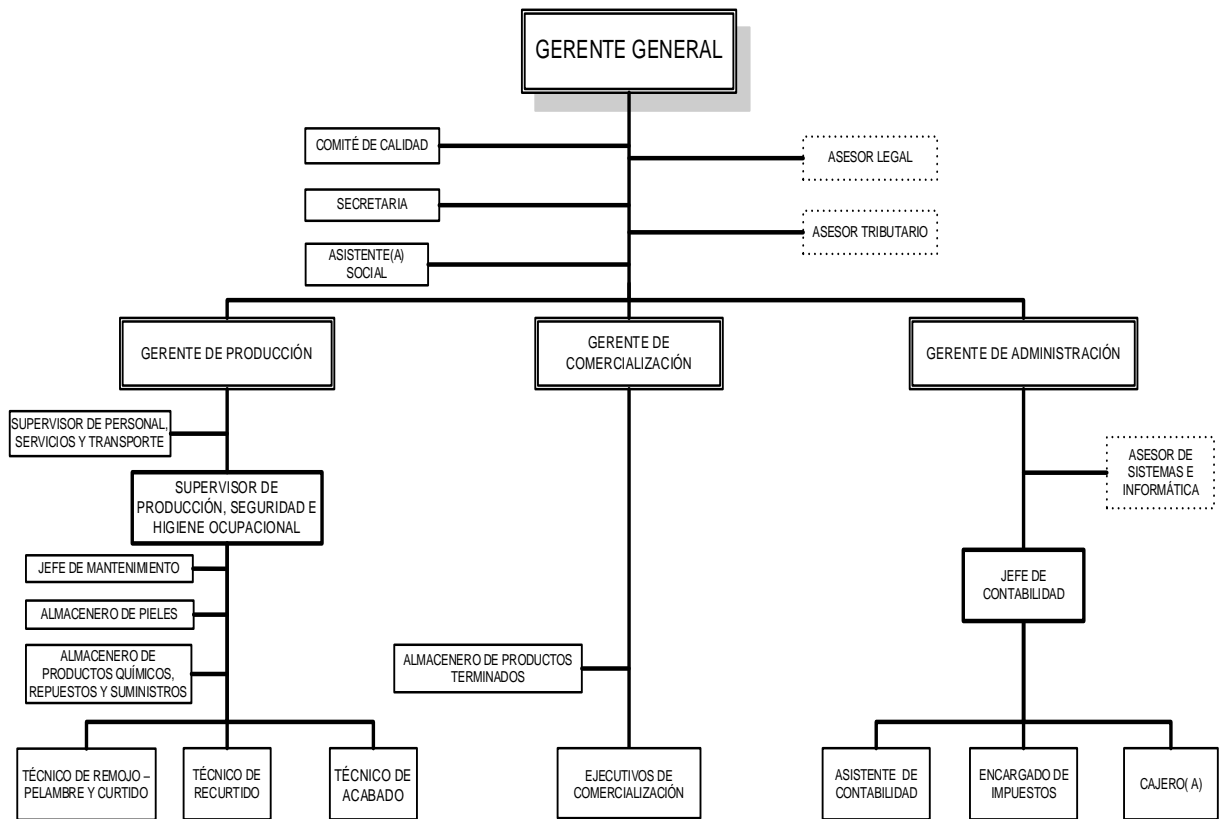 GERENTE GENERAL
COMITÉ DE CALIDAD
ASESOR LEGAL
SECRETARIA
ASESOR TRIBUTARIO
ASISTENTE(A)
SOCIAL
GERENTE DE PRODUCCIÓN
GERENTE DE
COMERCIALIZACIÓN
GERENTE DE ADMINISTRACIÓN
SUPERVISOR DE PERSONAL,
SERVICIOS Y TRANSPORTE
ASESOR DE
SISTEMAS E
INFORMÁTICA
SUPERVISOR DE
PRODUCCIÓN, SEGURIDAD E
HIGIENE OCUPACIONAL
JEFE DE MANTENIMIENTO
JEFE DE
CONTABILIDAD
ALMACENERO DE PIELES
ALMACENERO DE
PRODUCTOS QUÍMICOS,
REPUESTOS Y SUMINISTROS
ALMACENERO DE PRODUCTOS
TERMINADOS
TÉCNICO DE REMOJO –
PELAMBRE Y CURTIDO
TÉCNICO DE
RECURTIDO
TÉCNICO DE
ACABADO
EJECUTIVOS DE
COMERCIALIZACIÓN
ASISTENTE DE
CONTABILIDAD
ENCARGADO DE
IMPUESTOS
CAJERO( A)